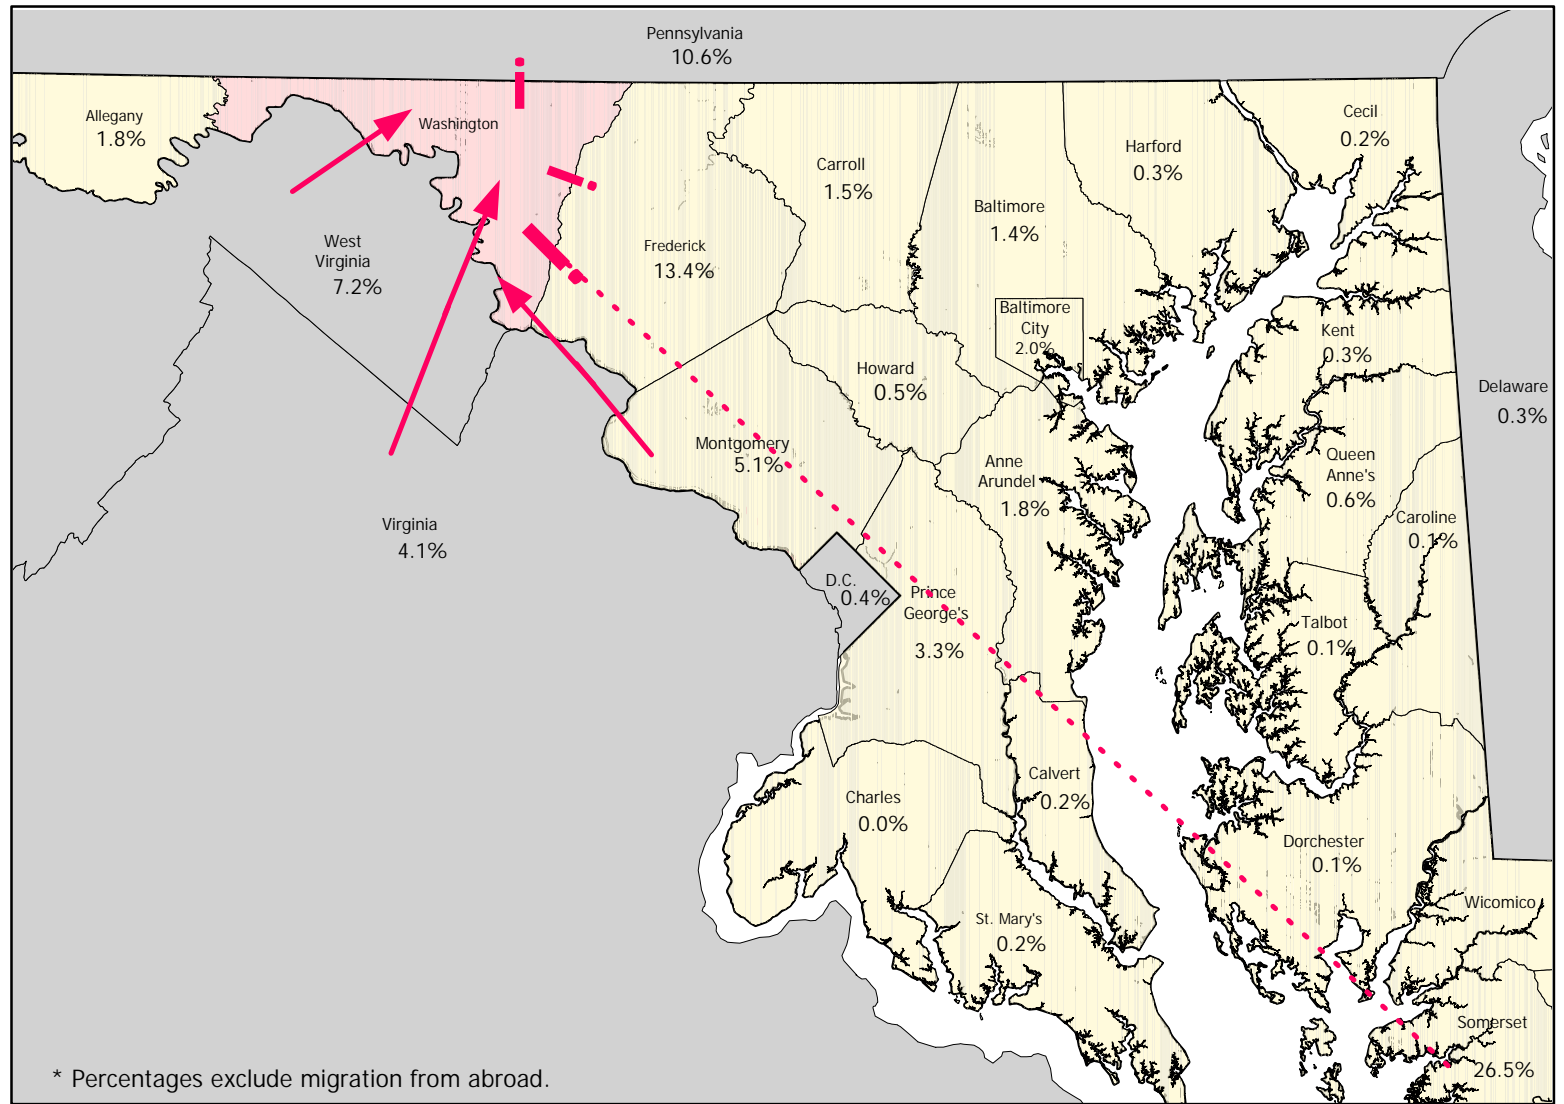 Pennsylvania
10.6%
Allegany
1.8%
Washington
Cecil
0.2%
Harford
0.3%
Carroll
1.5%
Baltimore
1.4%
West
Virginia
7.2%
Frederick
13.4%
Baltimore
City
2.0%
Kent
0.3%
Howard
0.5%
Delaware
0.3%
Montgomery
5.1%
Anne
Arundel
1.8%
Queen
Anne's
0.6%
Caroline
0.1%
Virginia
4.1%
D.C.
0.4%
Prince
George's
3.3%
Talbot
0.1%
Calvert
0.2%
Charles
0.0%
Dorchester
0.1%
St. Mary's
0.2%
Wicomico
Somerset
26.5%
* Percentages exclude migration from abroad.